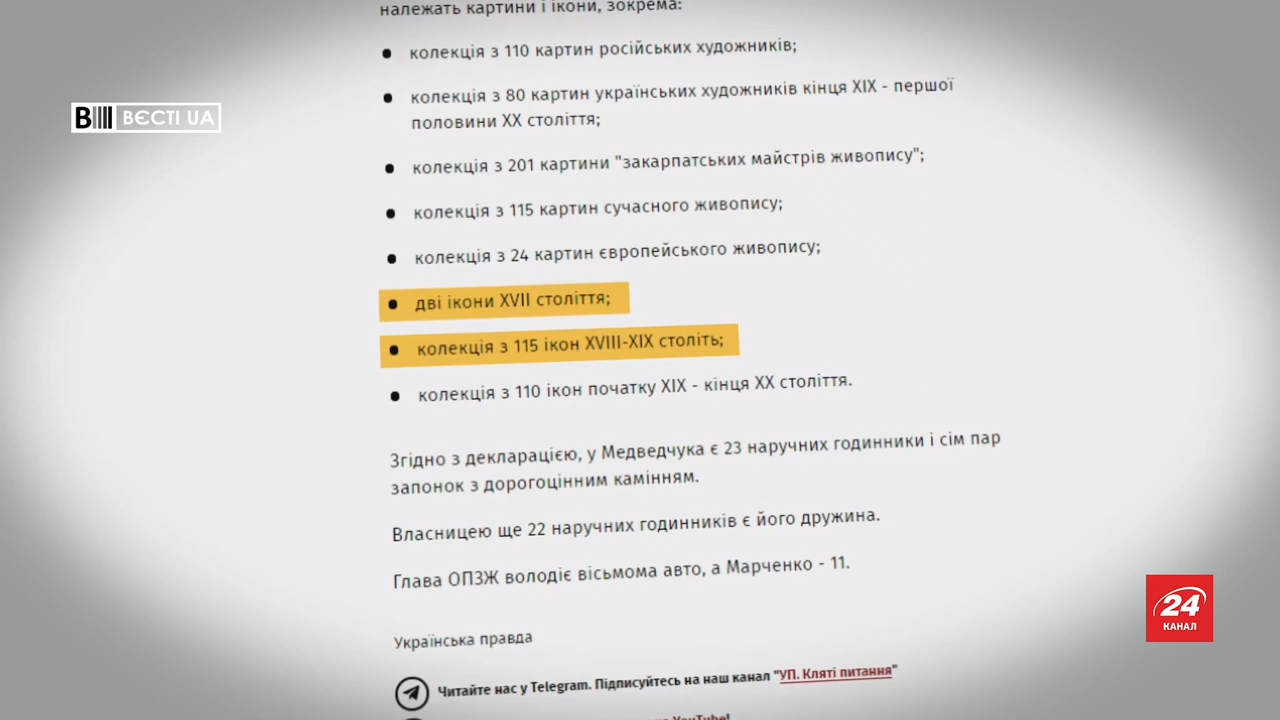 належать картини і ікони, зокрема:
колекція з 110 картин російських художників;
колекція з 80 картин українських художників кінця XIX - першої
половини XX століття;
колекція з 201 картини "закарпатських майстрів живопису";
колекція з 115 картин сучасного живопису;
колекція з 24 картин європейського живопису;
дві ікони XVII століття;
колекція з 115 ікон XVIII-XIX століть;
колекція з 110 ікон початку XIX - кінця XX століття.
Згідно з декларацією, у Медведчука є 23 наручних годинники і сім пар
запонок з дорогоцінним камінням.
Власницею ще 22 наручних годинників є його дружина.
Глава ОПЗЖ володіє вісьмома авто, а Марченко - 11.
Українська правда
Читайте нас у Telegram. Підписуйтесь на наш канал "УП. Кляті питання"
YouTube!
В ВЄСТІ UA
24
КАНАЛ